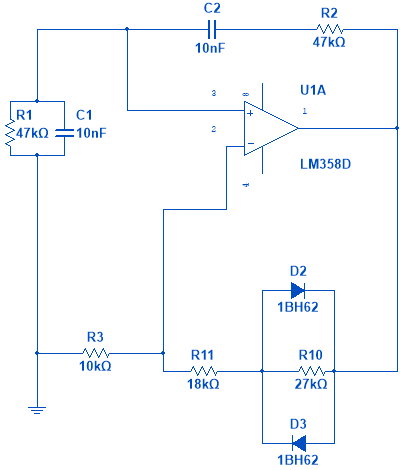 C2
10nF
R2
47kΩ
R1
47kΩ
C1
10nF
U1A
3
8
1
2
4
LM358D
D2
1BH62
R3
10kΩ
R11
18kΩ
R10
27kΩ
D3
1BH62